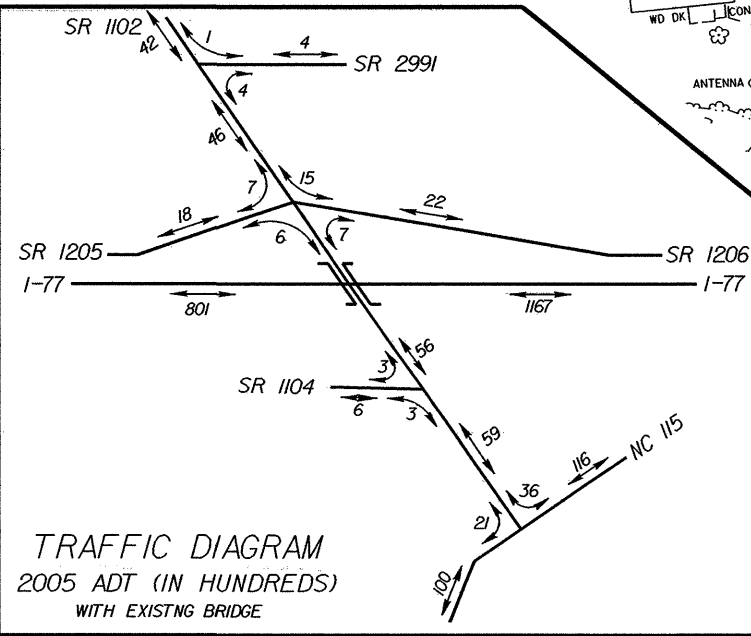 SR 1102
42
1
4
SR 2991
4
46
7
15
18
6
7
22
SR 1205
SR 1206
I-77
I-77
801
1167
56
SR 1104
3
6
3
59
NC 115
116
36
21
100
TRAFFIC DIAGRAM
2005 ADT (IN HUNDREDS)
WITH EXISTNG BRIDGE
WD DK
CON
ANTENNA